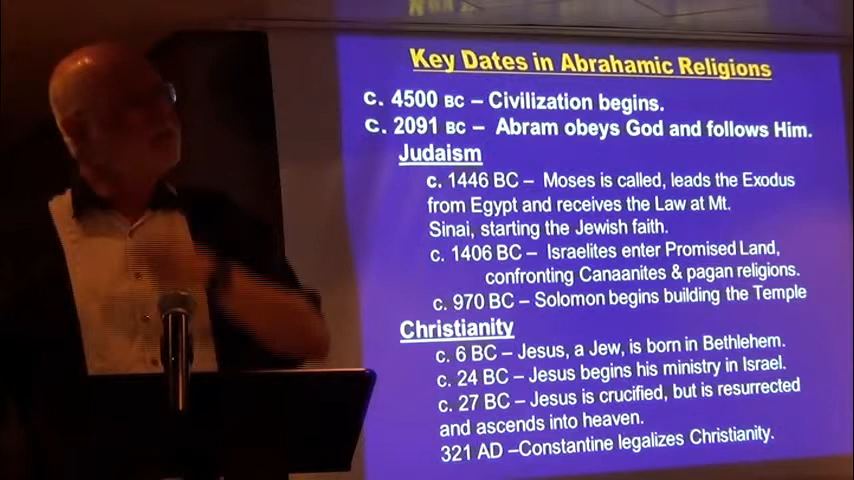 Key Dates in Abrahamic Religions
c. 4500 BC – Civilization begins.
c. 2091 BC – Abram obeys God and follows Him.
Judaism
c. 1446 BC – Moses is called, leads the Exodus
from Egypt and receives the Law at Mt.
Sinai, starting the Jewish faith.
c. 1406 BC – Israelites enter Promised Land,
confronting Canaanites & pagan religions.
c. 970 BC – Solomon begins building the Temple
Christianity
c. 6 BC – Jesus, a Jew, is born in Bethlehem.
c. 24 BC – Jesus begins his ministry in Israel.
c. 27 BC – Jesus is crucified, but is resurrected
and ascends into heaven.
321 AD –Constantine legalizes Christianity.